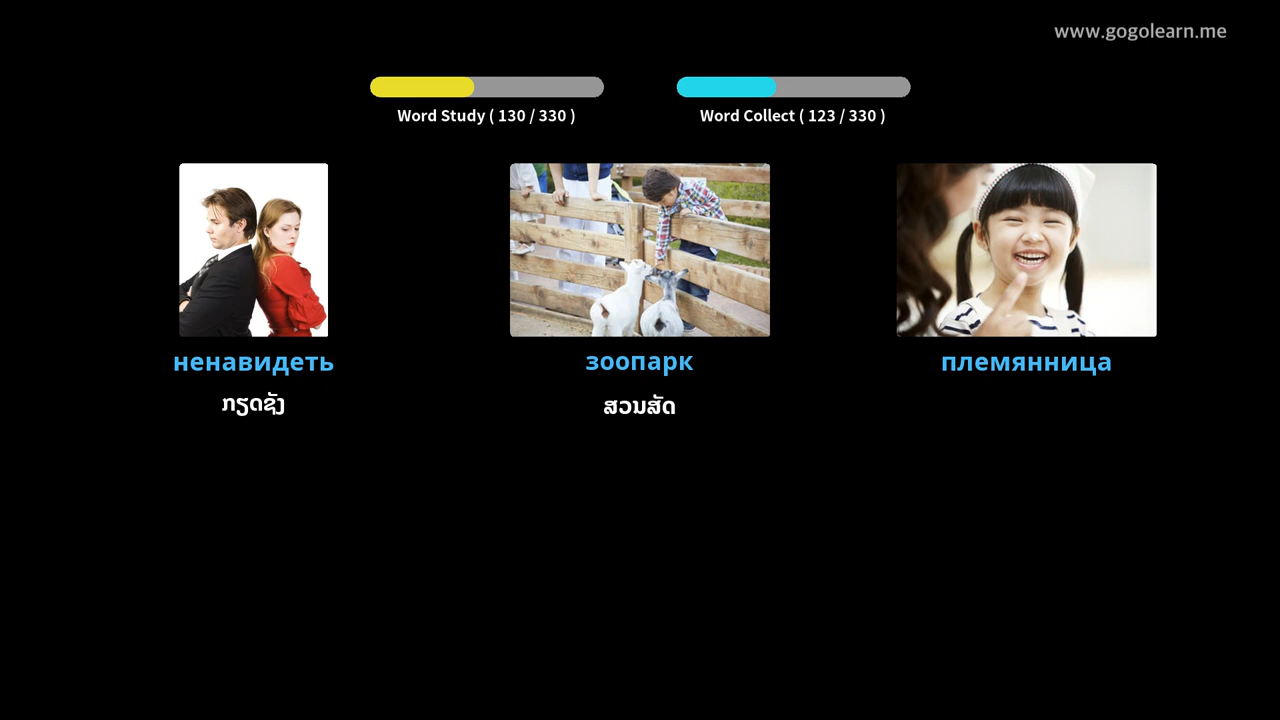 www.gogolearn.me
Word Study ( 130 / 330 )
Word Collect ( 123 / 330 )
ненавидеть
зоопарк
племянница
ກຽດຊັງ
ສວນສັດ